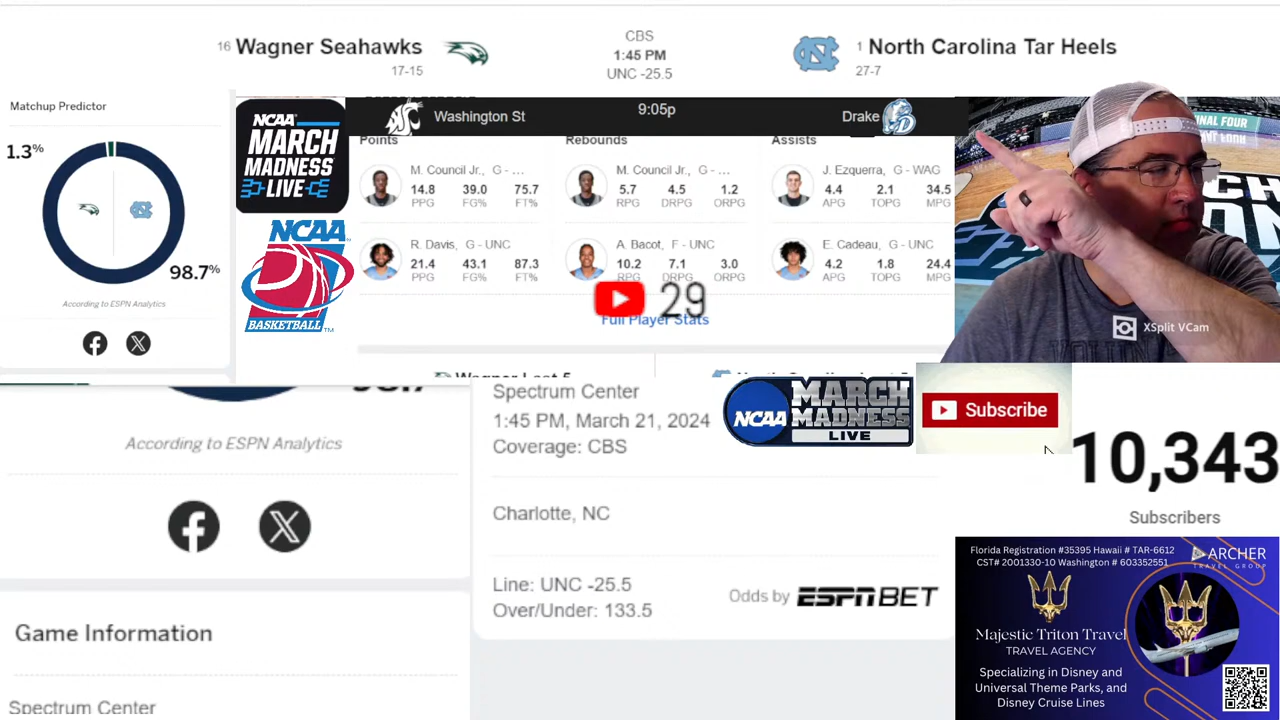 16 Wagner Seahawks
17-15
CBS
1:45 PM
UNC -25.5
1 North Carolina Tar Heels
27-7
Matchup Predictor
1.3%
98.7%
According to ESPN Analytics
NCAA
MARCH
MADNESS
LIVE
NCAA
BASKETBALL™
Washington St
9:05p
Drake
Points
Rebounds
Assists
M. Council Jr., G - ...
14.8 39.0 75.7
PPG FG% FT%
M. Council Jr., G - ...
5.7 4.5 1.2
RPG DRPG ORPG
J. Ezquerra, G - WAG
4.4 2.1 34.5
APG TOPG MPG
R. Davis, G - UNC
21.4 43.1 87.3
PPG FG% FT%
A. Bacot, F - UNC
10.2 7.1 3.0
RPG DRPG ORPG
E. Cadeau, G - UNC
4.2 1.8 24.4
APG TOPG MPG
29
Full Player Stats
Wagner Last 5
FINAL FOUR
XSplit VCam
According to ESPN Analytics
Game Information
Spectrum Center
Spectrum Center
1:45 PM, March 21, 2024
Coverage: CBS
Charlotte, NC
Line: UNC -25.5
Over/Under: 133.5
Odds by ESPN BET
NCAA
MARCH
MADNESS
LIVE
Subscribe
10,343
Subscribers
Florida Registration #35395 Hawaii # TAR-6612
CST# 2001330-10 Washington # 603352551
ARCHER
TRAVEL GROUP
Majestic Triton Travel
TRAVEL AGENCY
Specializing in Disney and
Universal Theme Parks, and
Disney Cruise Lines